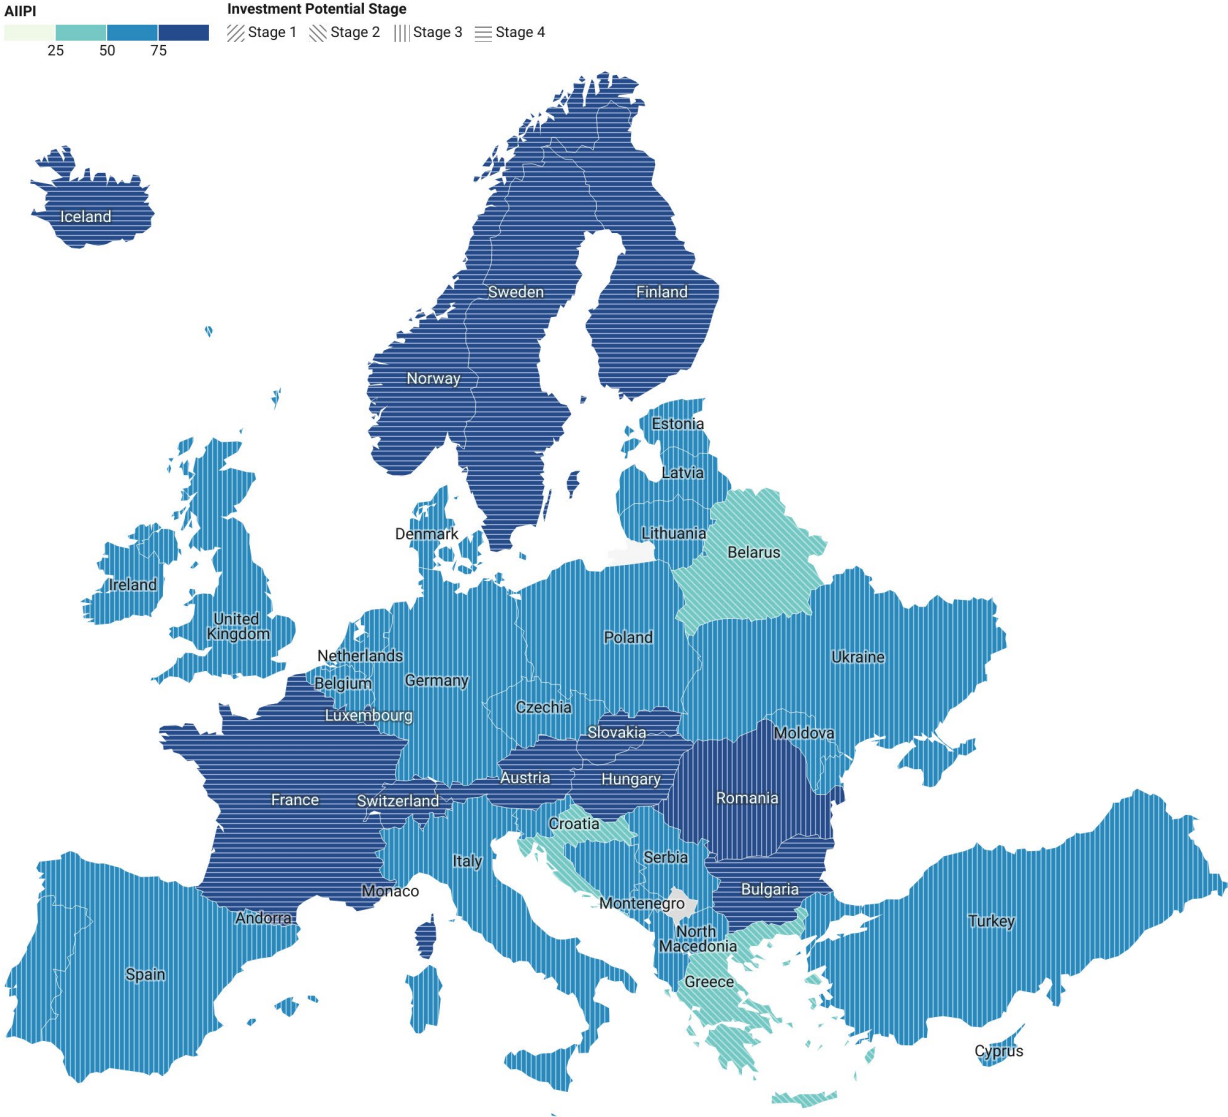 AIIPI
25 50 75
Investment Potential Stage
Stage 1 Stage 2 Stage 3 Stage 4
Iceland
Sweden
Finland
Norway
Estonia
Latvia
Denmark
Lithuania
Belarus
Ireland
United
Kingdom
Poland
Netherlands
Ukraine
Belgium
Germany
Czechia
Luxembourg
Slovakia
Moldova
Austria
Hungary
France
Switzerland
Romania
Croatia
Serbia
Italy
Monaco
Bulgaria
Montenegro
Andorra
North
Macedonia
Turkey
Spain
Greece
Cyprus